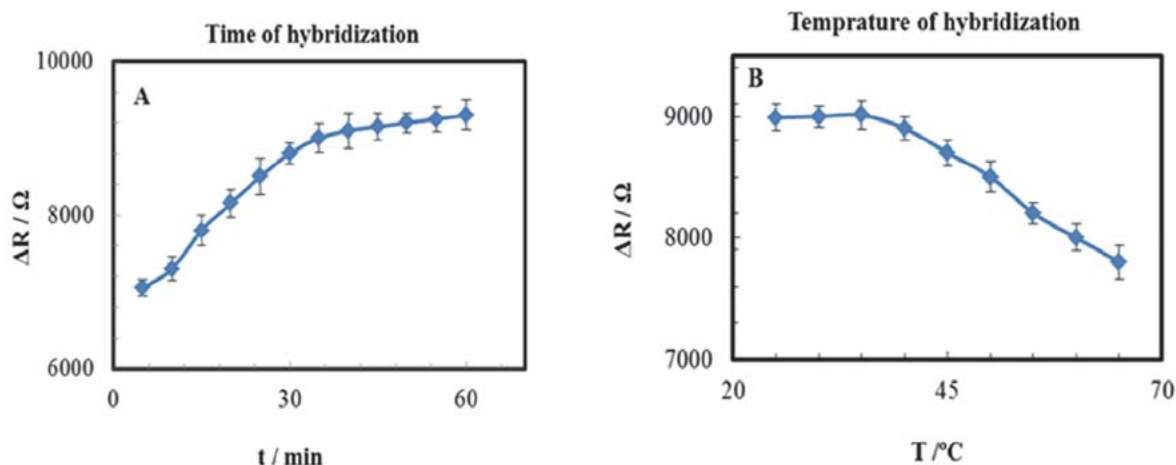 Time of hybridization
A
10000
8000
6000
ΔR / Ω
0 30 60
t / min
Temprature of hybridization
B
9000
8000
7000
ΔR / Ω
20 45 70
T /ºC